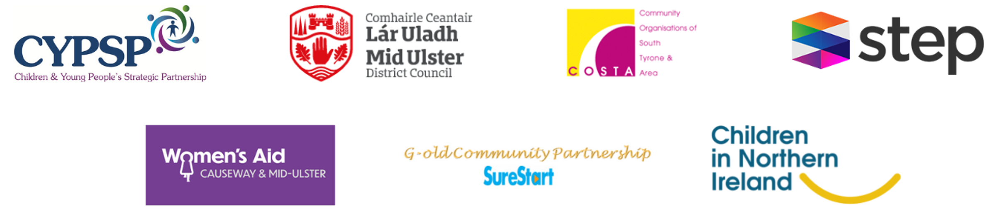 CYPSP
Children & Young People's Strategic Partnership
Comhairle Ceantair
Lár Uladh
Mid Ulster
District Council
COSTA
Community
Organisations of
South
Tyrone &
Area
step
Women's Aid
CAUSEWAY & MID-ULSTER
G-old Community Partnership
SureStart
Children
in Northern
Ireland